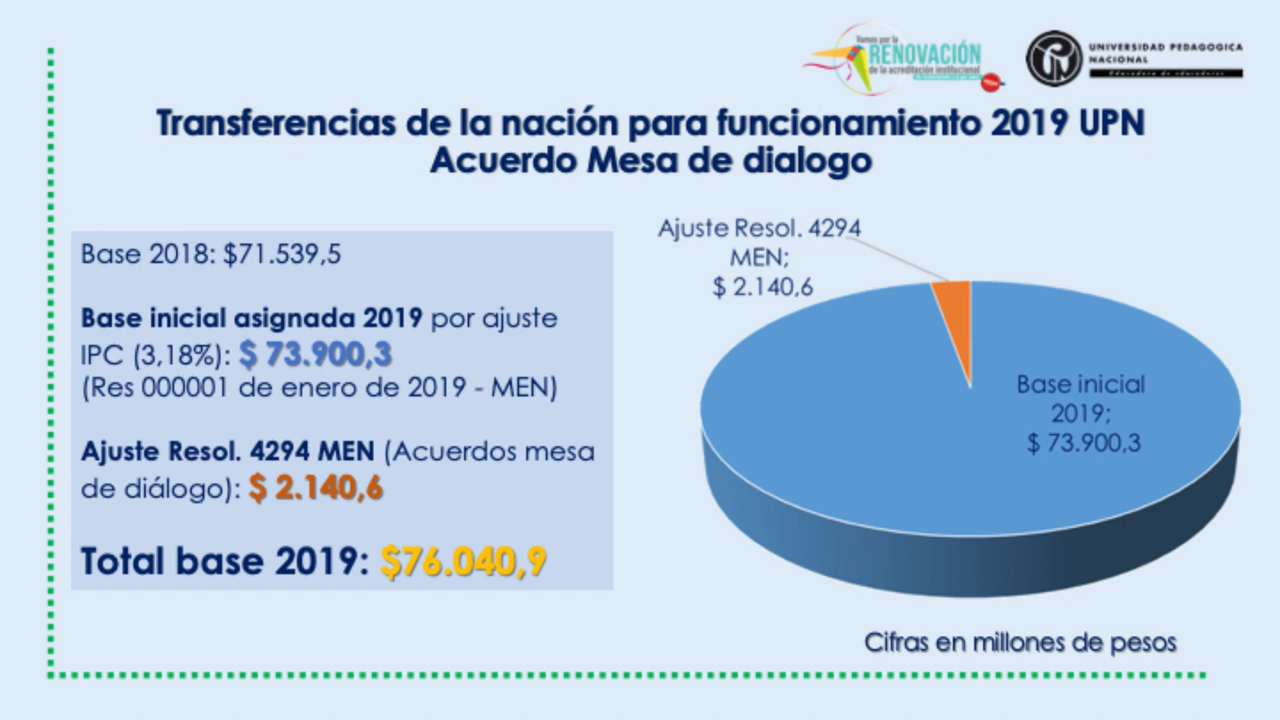 Vamos por la
RENOVACIÓN
de la acreditación institucional
UNIVERSIDAD PEDAGOGICA
NACIONAL
Educadora de educadores
Transferencias de la nación para funcionamiento 2019 UPN
Acuerdo Mesa de dialogo
Base 2018: $71.539,5
Base inicial asignada 2019 por ajuste
IPC (3,18%): $ 73.900,3
(Res 000001 de enero de 2019 - MEN)
Ajuste Resol. 4294 MEN (Acuerdos mesa
de diálogo): $ 2.140,6
Total base 2019: $76.040,9
Ajuste Resol. 4294
MEN;
$ 2.140,6
Base inicial
2019;
$ 73.900,3
Cifras en millones de pesos